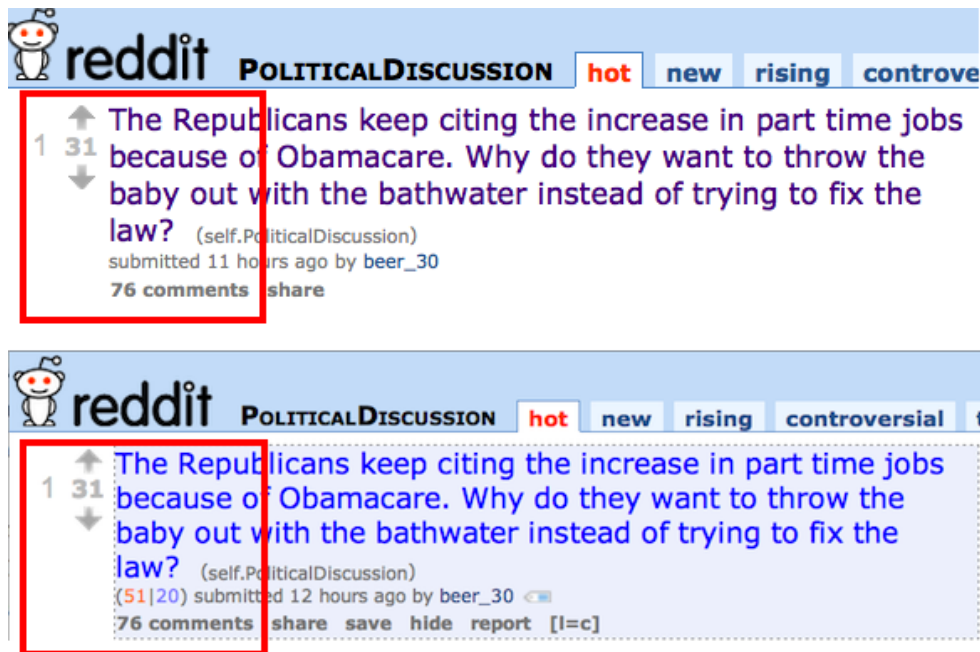 reddit POLITICALDISCUSSION hot new rising controve
1 31 The Republicans keep citing the increase in part time jobs
because of Obamacare. Why do they want to throw the
baby out with the bathwater instead of trying to fix the
law? (self.PoliticalDiscussion)
submitted 11 hours ago by beer_30
76 comments share
reddit POLITICALDISCUSSION hot new rising controversial
1 31 The Republicans keep citing the increase in part time jobs
because of Obamacare. Why do they want to throw the
baby out with the bathwater instead of trying to fix the
law? (self.PoliticalDiscussion)
(51|20) submitted 12 hours ago by beer_30
76 comments share save hide report [l=c]